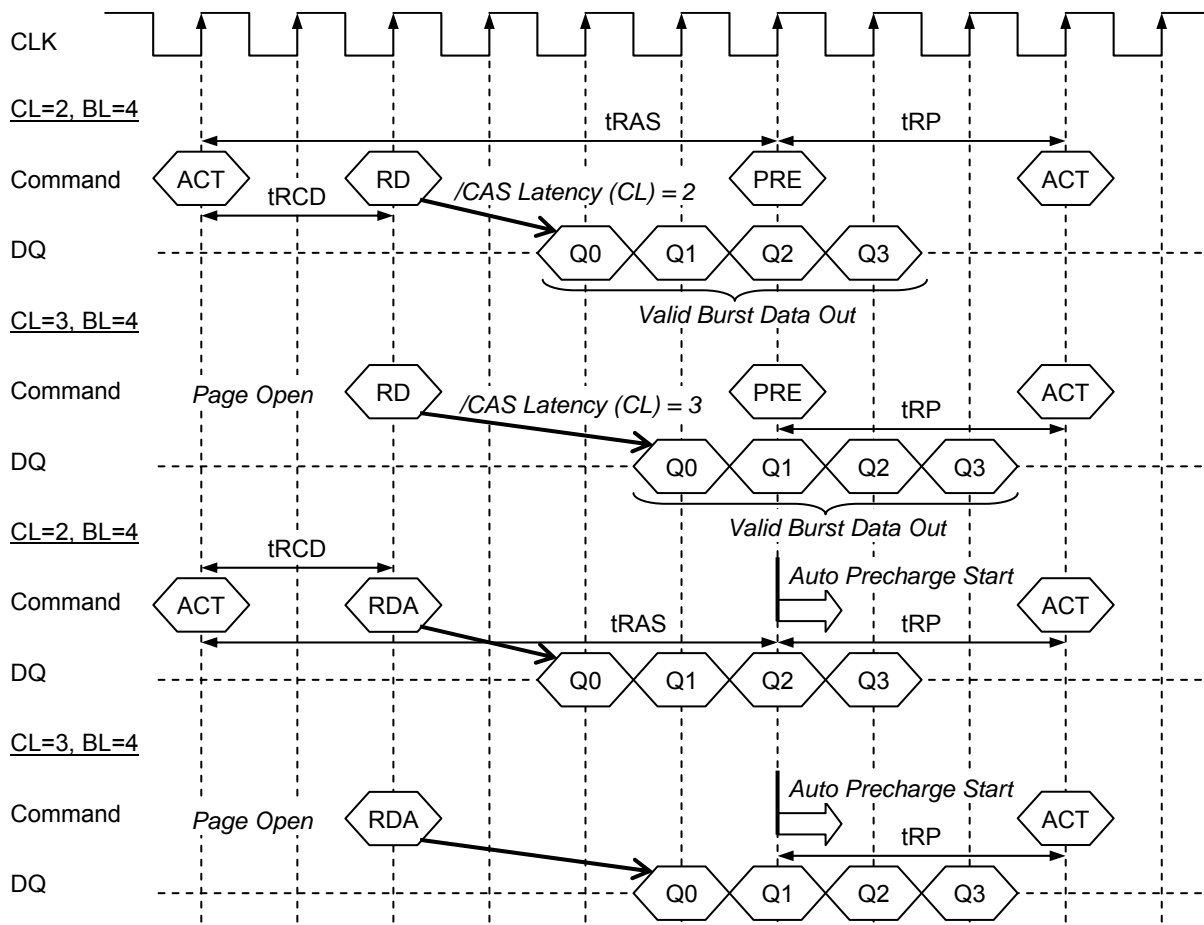 CLK
CL=2, BL=4
tRAS tRP
Command ACT RD PRE ACT
tRCD /CAS Latency (CL) = 2
DQ Q0 Q1 Q2 Q3
Valid Burst Data Out
CL=3, BL=4
Command Page Open RD PRE ACT
/CAS Latency (CL) = 3 tRP
DQ Q0 Q1 Q2 Q3
Valid Burst Data Out
CL=2, BL=4
tRCD
Auto Precharge Start
Command ACT RDA ACT
tRAS tRP
DQ Q0 Q1 Q2 Q3
CL=3, BL=4
Auto Precharge Start
Command Page Open RDA ACT
tRP
DQ Q0 Q1 Q2 Q3